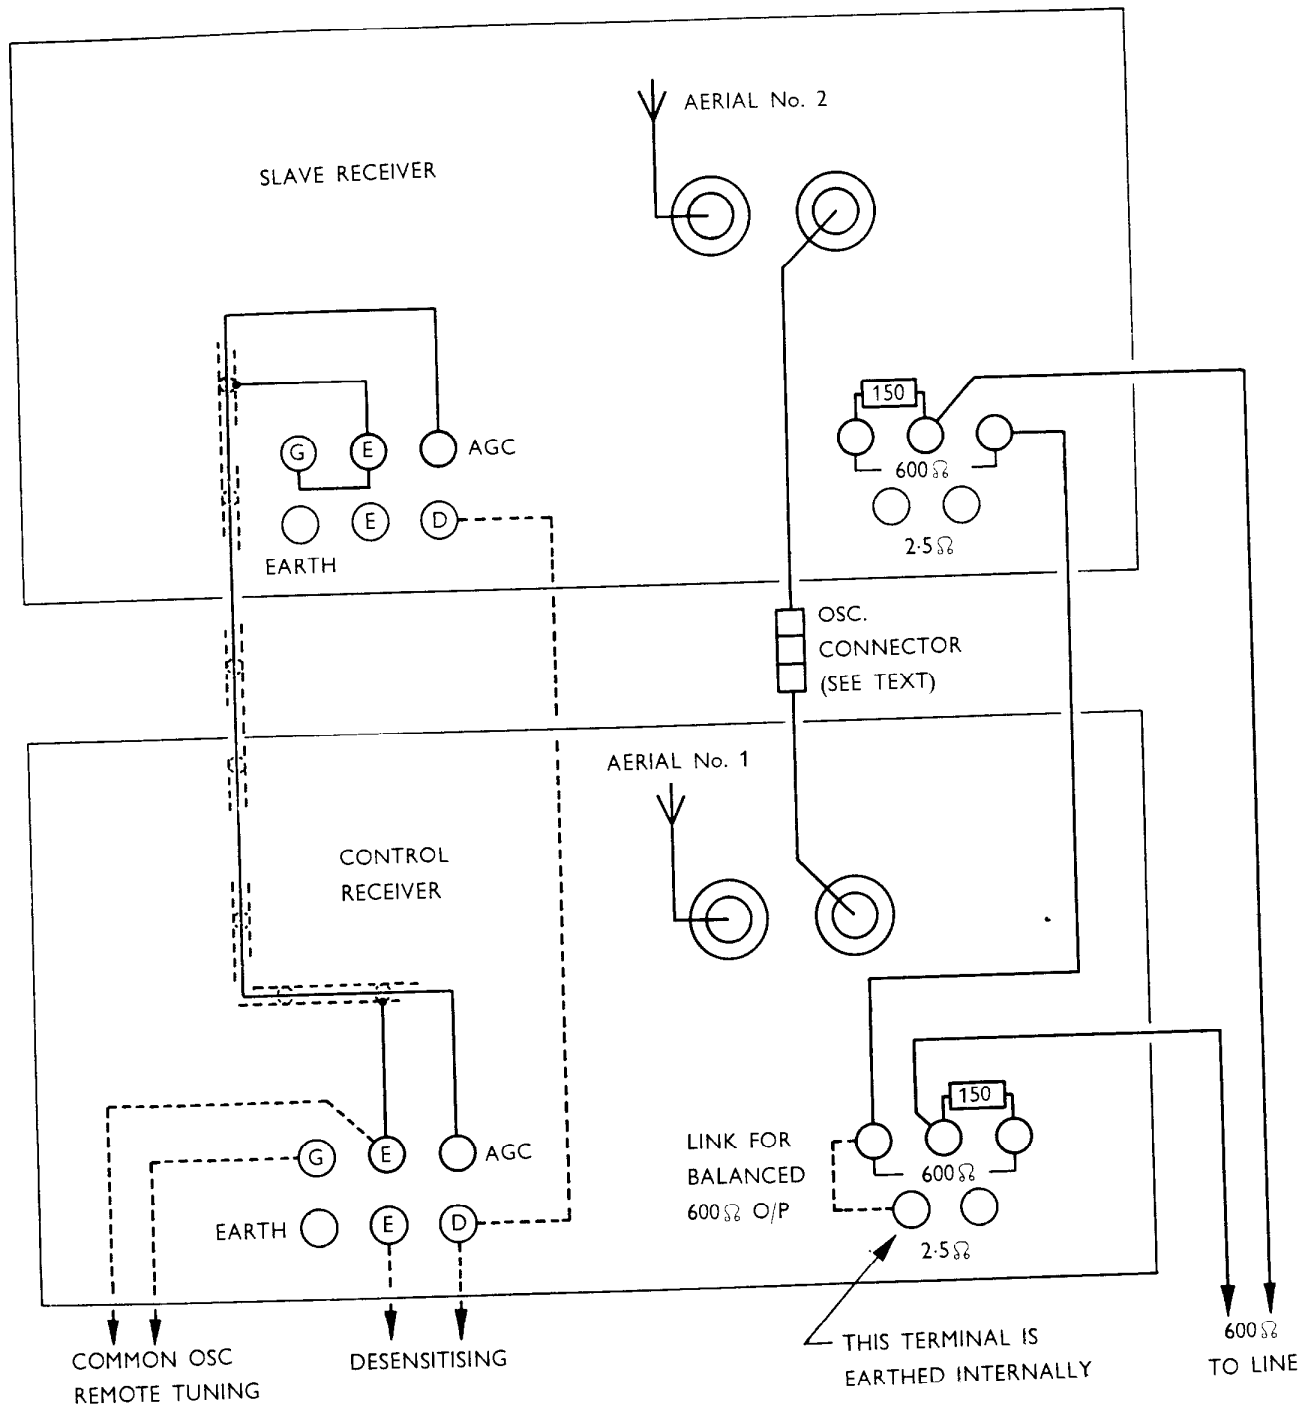 AERIAL No. 2
SLAVE RECEIVER
150
G
E
AGC
600Ω
E
D
2·5Ω
EARTH
OSC.
CONNECTOR
(SEE TEXT)
AERIAL No. 1
CONTROL
RECEIVER
150
LINK FOR
BALANCED
600Ω O/P
G
E
AGC
600Ω
EARTH
E
D
2·5Ω
COMMON OSC
REMOTE TUNING
DESENSITISING
THIS TERMINAL IS
EARTHED INTERNALLY
600Ω
TO LINE